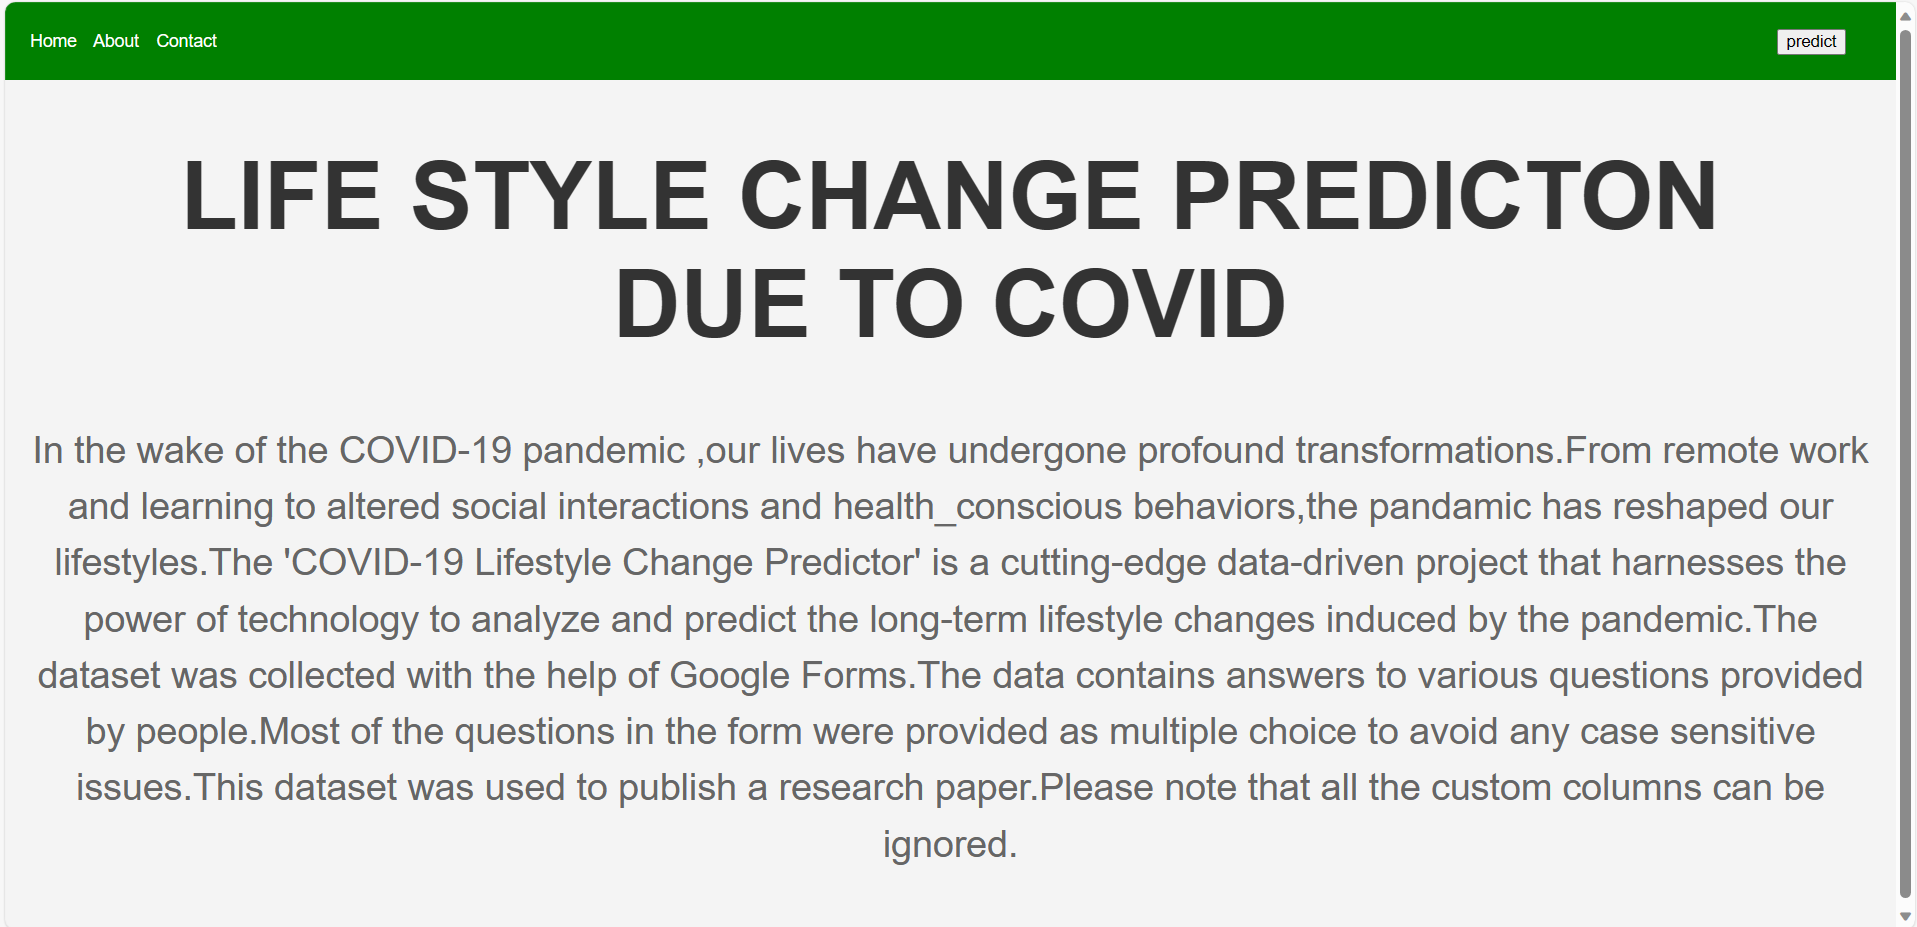 Home About Contact predict
LIFE STYLE CHANGE PREDICTON
DUE TO COVID
In the wake of the COVID-19 pandemic ,our lives have undergone profound transformations.From remote work
and learning to altered social interactions and health_conscious behaviors,the pandamic has reshaped our
lifestyles.The 'COVID-19 Lifestyle Change Predictor' is a cutting-edge data-driven project that harnesses the
power of technology to analyze and predict the long-term lifestyle changes induced by the pandemic.The
dataset was collected with the help of Google Forms.The data contains answers to various questions provided
by people.Most of the questions in the form were provided as multiple choice to avoid any case sensitive
issues.This dataset was used to publish a research paper.Please note that all the custom columns can be
ignored.